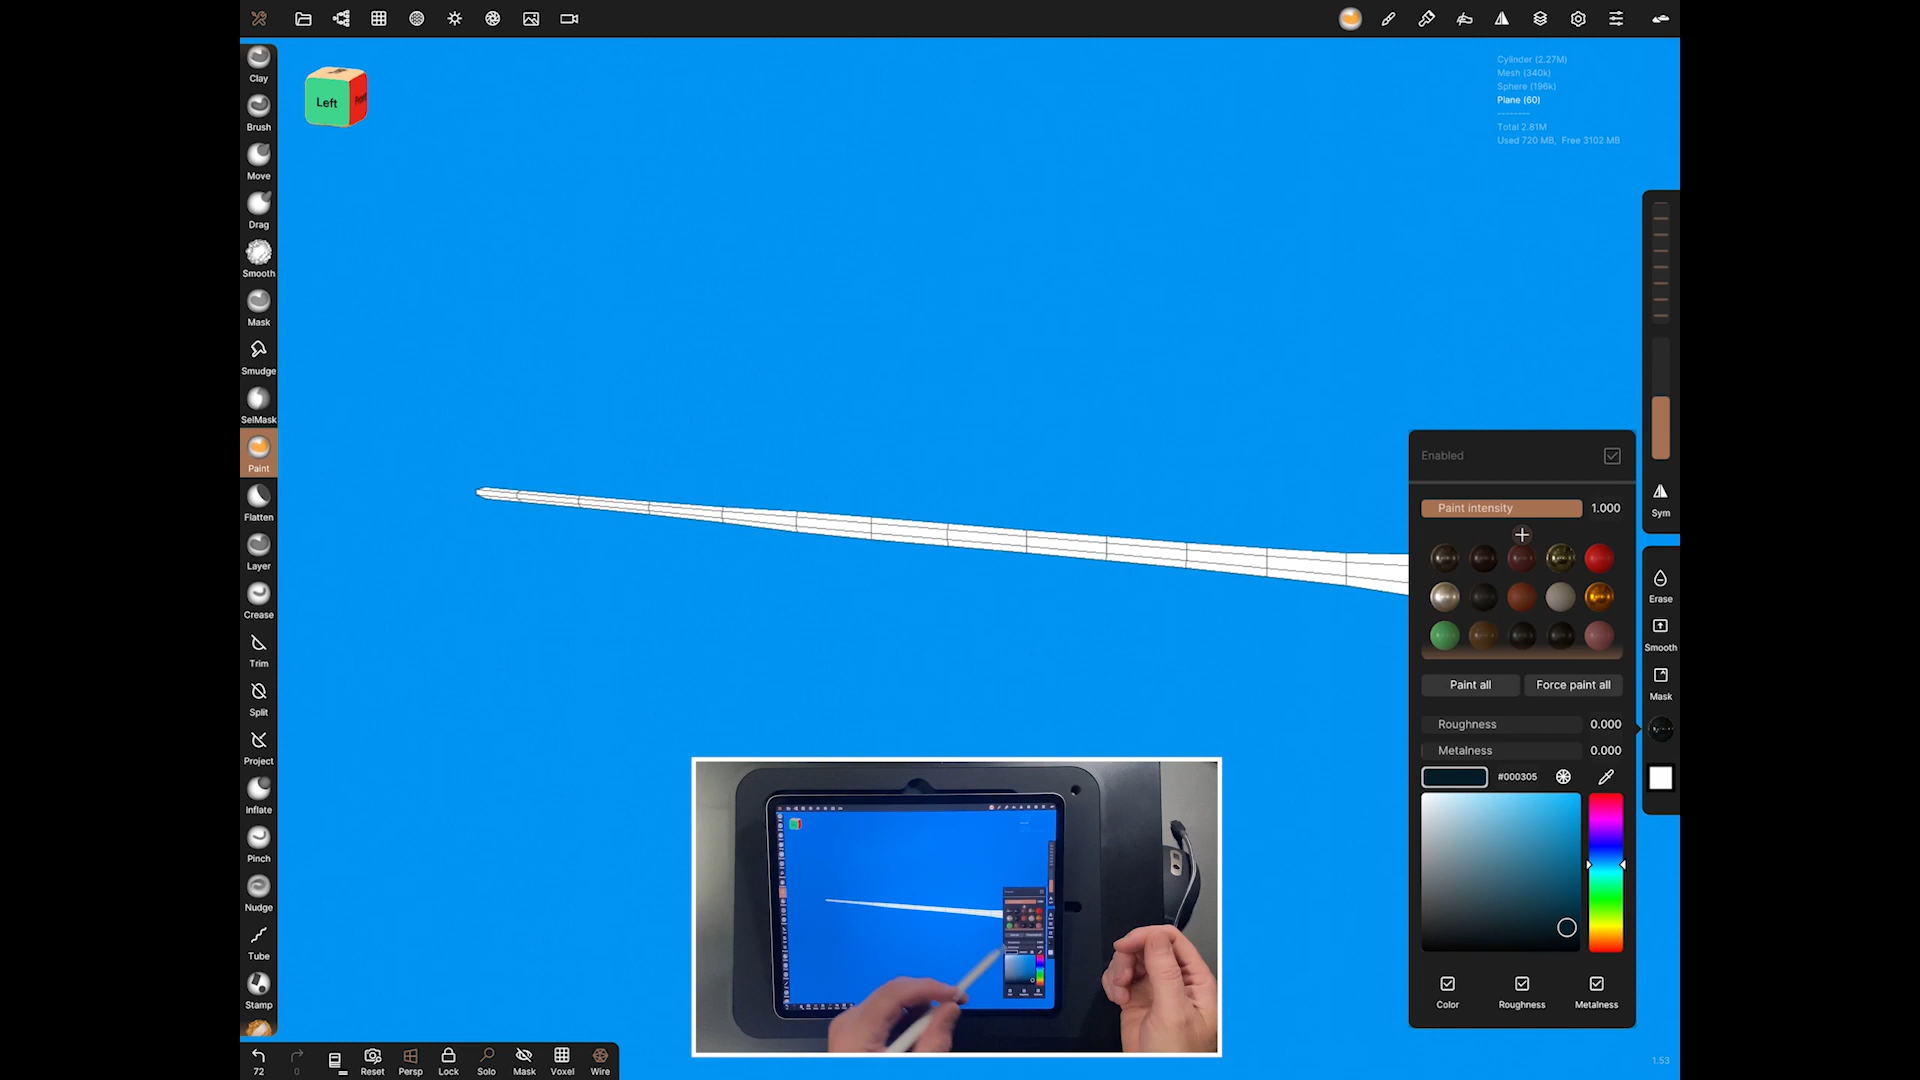 Clay
Brush
Move
Drag
Smooth
Mask
Smudge
SelMask
Paint
Flatten
Layer
Crease
Trim
Split
Project
Inflate
Pinch
Nudge
Tube
Stamp
Left
Cylinder (2.27M)
Mesh (340k)
Sphere (196k)
Plane (60)
--------
Total 2.81M
Used 720 MB, Free 3102 MB
Sym
Erase
Smooth
Mask
Enabled
Paint intensity 1.000
Paint all Force paint all
Roughness 0.000
Metalness 0.000
#000305
Color Roughness Metalness
72 0 Reset Persp Lock Solo Mask Voxel Wire
1.53